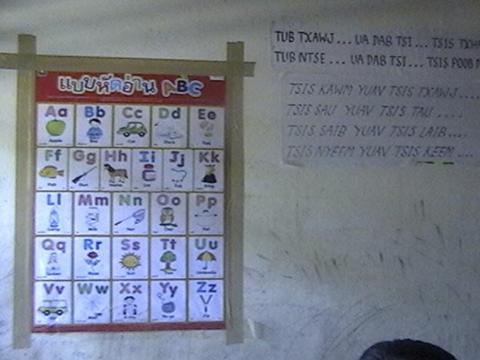 แบบหัดอ่าน ABC
Aa Bb Cc Dd Ee
Ff Gg Hh Ii Jj Kk
Ll Mm Nn Oo Pp
Qq Rr Ss Tt Uu
Vv Ww Xx Yy Zz
TUB TXAWJ... UA DAB TSI... TSIS
TUB NTSE... UA DAB TSI... TSIS POOB
TSIS KAWM YUAV TSIS TXAWJ....
TSIS SAU YUAV TSIS TAU....
TSIS SAIB YUAV TSIS LAIB....
TSIS NYEEM YUAV TSIS KEEM...